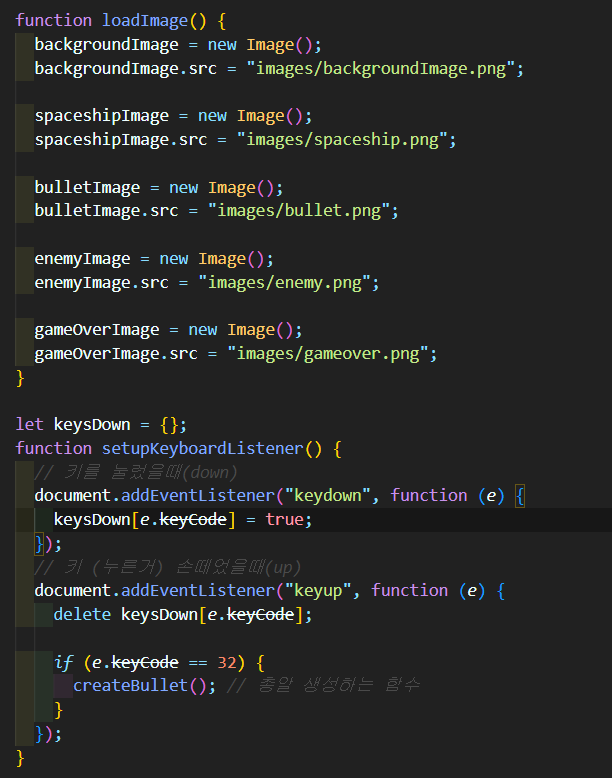 function loadImage() {
backgroundImage = new Image();
backgroundImage.src = "images/backgroundImage.png";
spaceshipImage = new Image();
spaceshipImage.src = "images/spaceship.png";
bulletImage = new Image();
bulletImage.src = "images/bullet.png";
enemyImage = new Image();
enemyImage.src = "images/enemy.png";
gameOverImage = new Image();
gameOverImage.src = "images/gameover.png";
}
let keysDown = {};
function setupKeyboardListener() {
// 키를 눌렀을때(down)
document.addEventListener("keydown", function (e) {
keysDown[e.keyCode] = true;
});
// 키 (누른거) 손떼었을때(up)
document.addEventListener("keyup", function (e) {
delete keysDown[e.keyCode];
if (e.keyCode == 32) {
createBullet(); // 총알 생성하는 함수
}
});
}